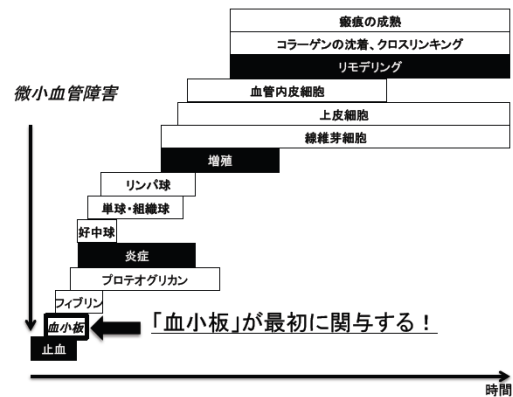 瘢痕の成熟
コラーゲンの沈着、クロスリンキング
リモデリング
微小血管障害
血管内皮細胞
上皮細胞
線維芽細胞
増殖
リンパ球
単球・組織球
好中球
炎症
プロテオグリカン
フィブリン
血小板
「血小板」が最初に関与する！
止血
時間